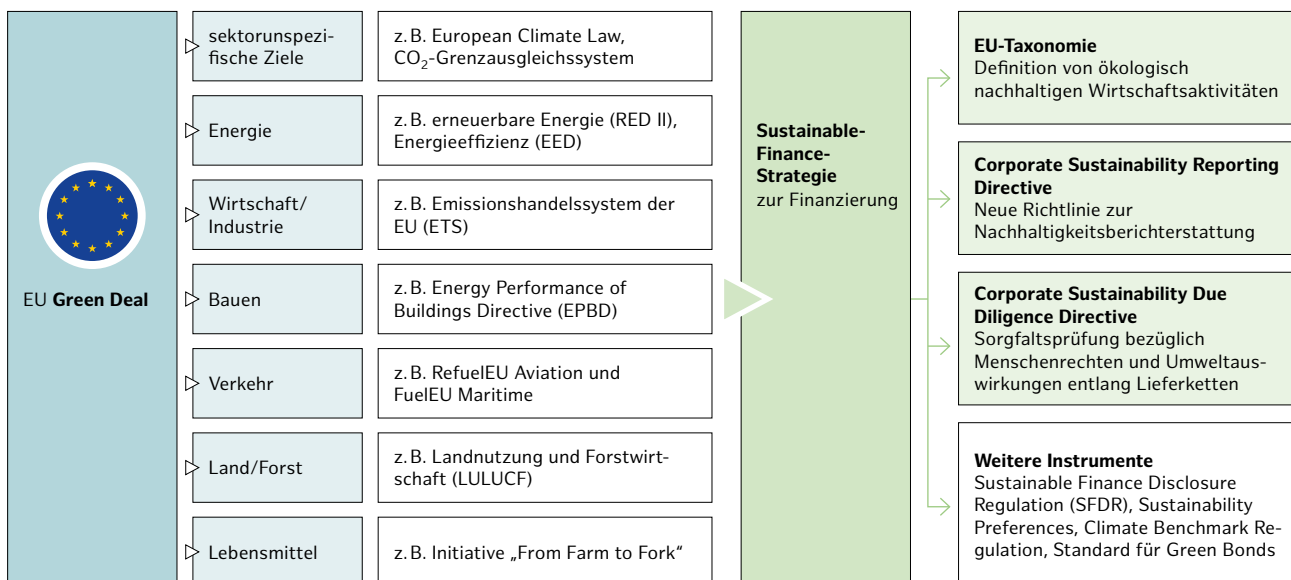 EU Green Deal
sektorunspezi-
fische Ziele
z. B. European Climate Law,
CO₂-Grenzausgleichssystem
Energie
z. B. erneuerbare Energie (RED II),
Energieeffizienz (EED)
Wirtschaft/
Industrie
z. B. Emissionshandelssystem der
EU (ETS)
Bauen
z. B. Energy Performance of
Buildings Directive (EPBD)
Verkehr
z. B. RefuelEU Aviation und
FuelEU Maritime
Land/Forst
z. B. Landnutzung und Forstwirt-
schaft (LULUCF)
Lebensmittel
z. B. Initiative „From Farm to Fork“
Sustainable-
Finance-
Strategie
zur Finanzierung
EU-Taxonomie
Definition von ökologisch
nachhaltigen Wirtschaftsaktivitäten
Corporate Sustainability Reporting
Directive
Neue Richtlinie zur
Nachhaltigkeitsberichterstattung
Corporate Sustainability Due
Diligence Directive
Sorgfaltsprüfung bezüglich
Menschenrechten und Umweltaus-
wirkungen entlang Lieferketten
Weitere Instrumente
Sustainable Finance Disclosure
Regulation (SFDR), Sustainability
Preferences, Climate Benchmark Re-
gulation, Standard für Green Bonds